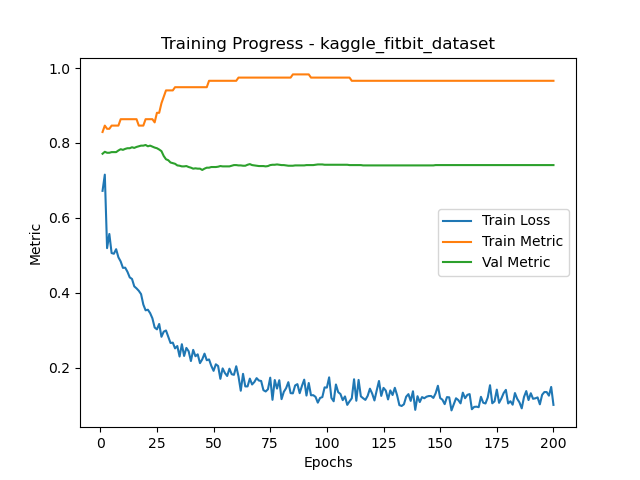 Training Progress - kaggle_fitbit_dataset
1.0
0.8
0.6
0.4
0.2
Metric
Train Loss
Train Metric
Val Metric
0 25 50 75 100 125 150 175 200
Epochs